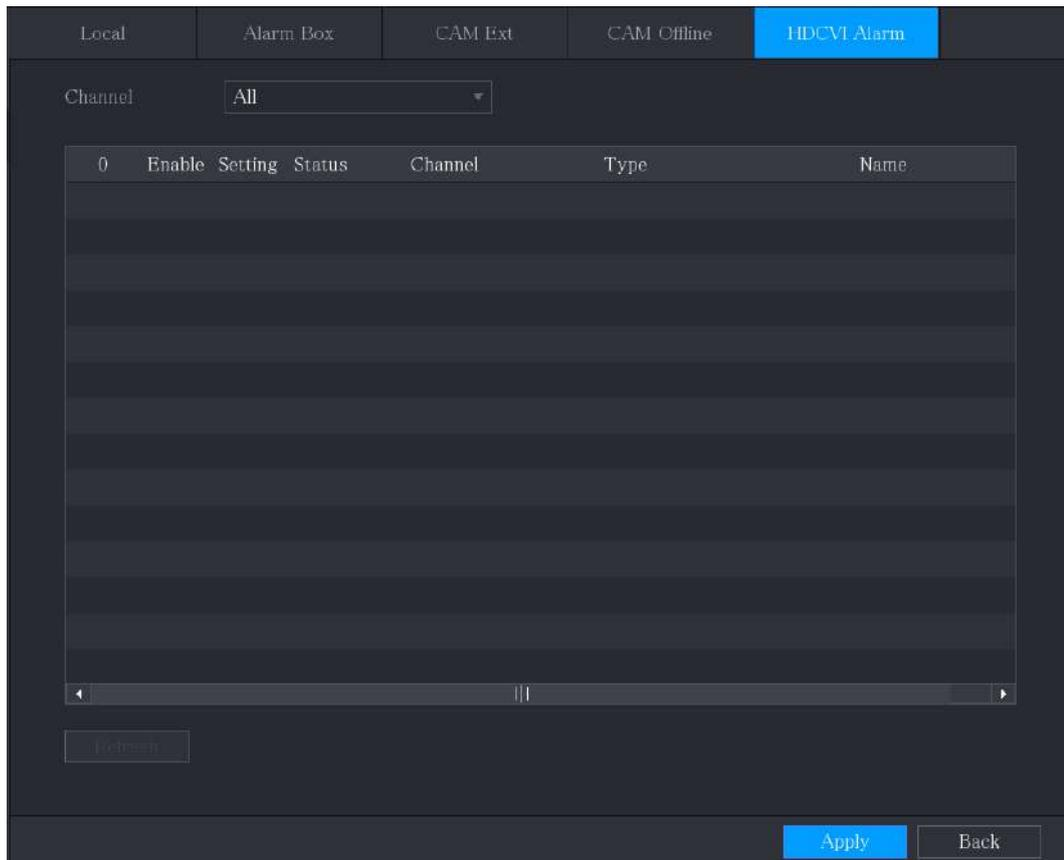 Local Alarm Box CAM Ext CAM Offline HDCVI Alarm
Channel All
0 Enable Setting Status Channel Type Name
Refresh
Apply Back